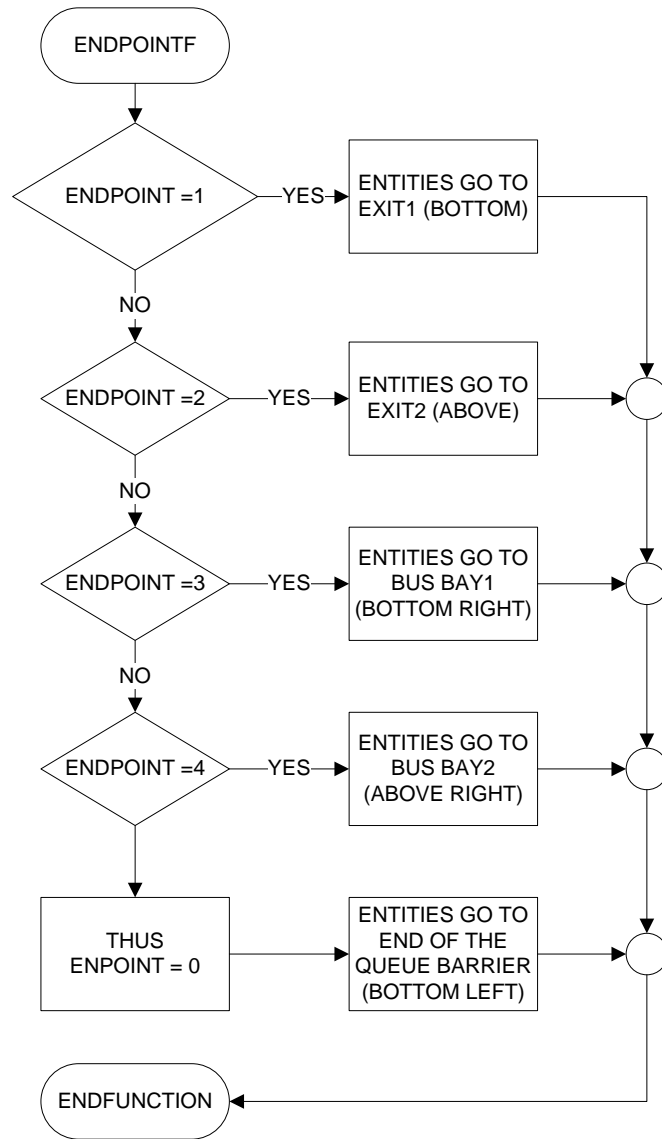 ENDPOINTF
ENDPOINT =1
YES
ENTITIES GO TO
EXIT1 (BOTTOM)
NO
ENDPOINT =2
YES
ENTITIES GO TO
EXIT2 (ABOVE)
NO
ENDPOINT =3
YES
ENTITIES GO TO
BUS BAY1
(BOTTOM RIGHT)
NO
ENDPOINT =4
YES
ENTITIES GO TO
BUS BAY2
(ABOVE RIGHT)
THUS
ENPOINT = 0
ENTITIES GO TO
END OF THE
QUEUE BARRIER
(BOTTOM LEFT)
ENDFUNCTION